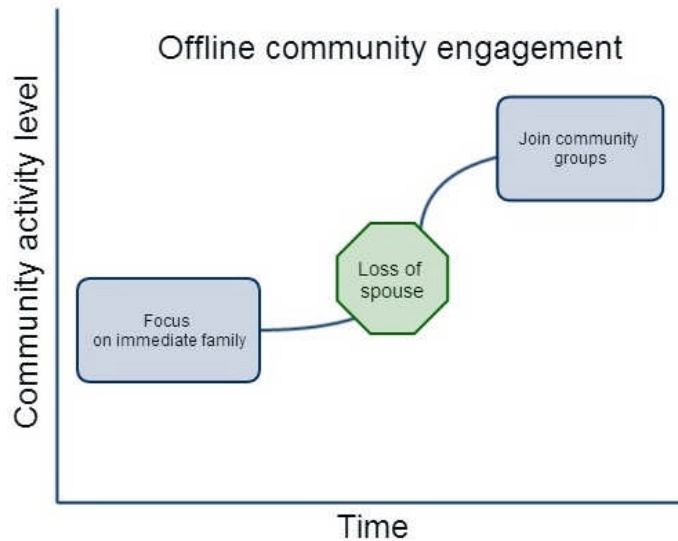 Offline community engagement
Community activity level
Join community
groups
Loss of
spouse
Focus
on immediate family
Time